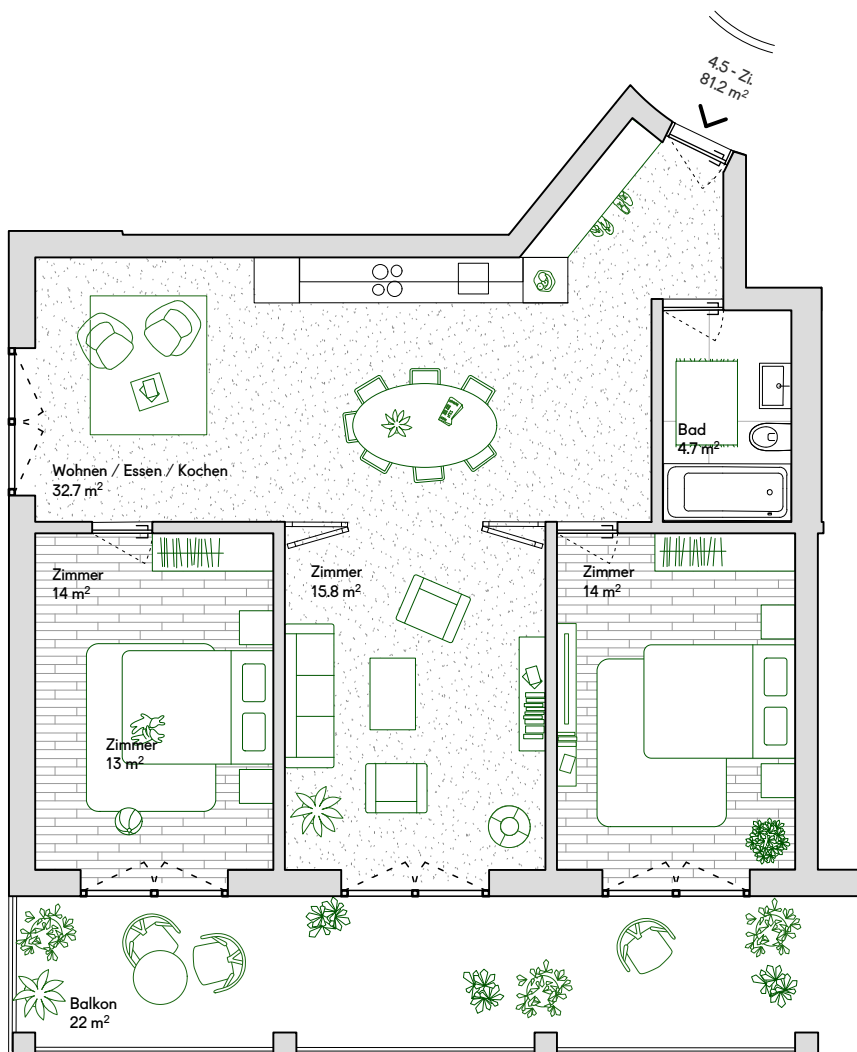 4.5 - Zi.
81.2 m²
Bad
4.7 m²
Wohnen / Essen / Kochen
32.7 m²
Zimmer
14 m²
Zimmer
15.8 m²
Zimmer
14 m²
Zimmer
13 m²
Balkon
22 m²